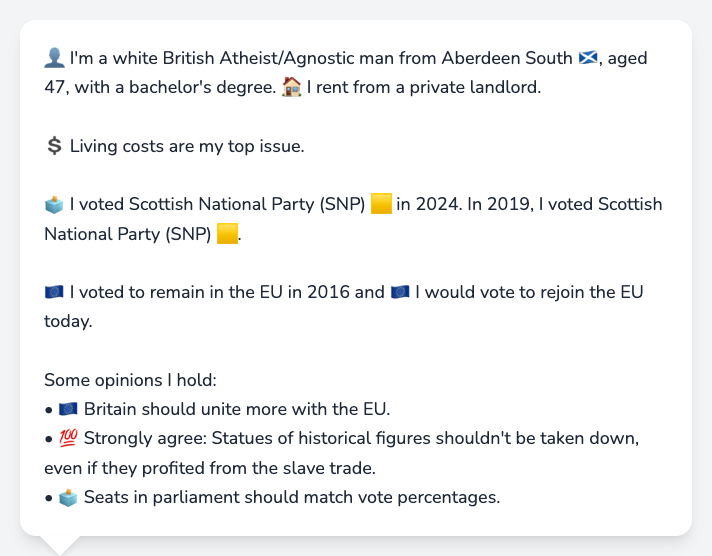 👤 I'm a white British Atheist/Agnostic man from Aberdeen South 🏴󠁧󠁢󠁳󠁣󠁴󠁿, aged
47, with a bachelor's degree. 🏠 I rent from a private landlord.
💲 Living costs are my top issue.
🗳️ I voted Scottish National Party (SNP) 🟨 in 2024. In 2019, I voted Scottish
National Party (SNP) 🟨.
🇪🇺 I voted to remain in the EU in 2016 and 🇪🇺 I would vote to rejoin the EU
today.
Some opinions I hold:
• 🇪🇺 Britain should unite more with the EU.
• 💯 Strongly agree: Statues of historical figures shouldn't be taken down,
even if they profited from the slave trade.
• 🗳️ Seats in parliament should match vote percentages.